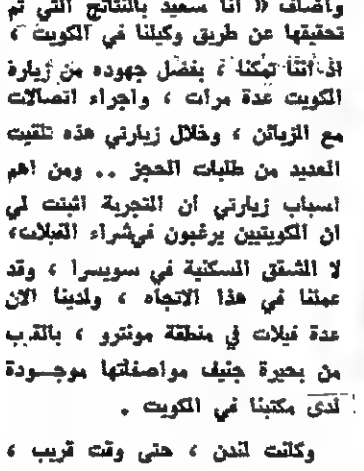 واضاف « انا سعيد بالنتائج التي تم
تحقيقها عن طريق وكيلنا في الكويت ،
اذ اننا تمكنا ، بفضل جهوده من زيارة
الكويت عدة مرات ، واجراء اتصالات
مع الزبائن ، وخلال زيارتي هذه تلقيت
العديد من طلبات الحجز .. ومن اهم
اسباب زيارتي ان التجربة اثبتت لي
ان الكويتيين يرغبون في شراء الفيلات،
لا الشقق السكنية في سويسرا ، وقد
عملنا في هذا الاتجاه ، ولدينا الان
عدة فيلات في منطقة مونترو ، بالقرب
من بحيرة جنيف مواصفاتها موجـودة
لدى مكتبنا في الكويت .
وكانت لندن ، حتى وقت قريب ،